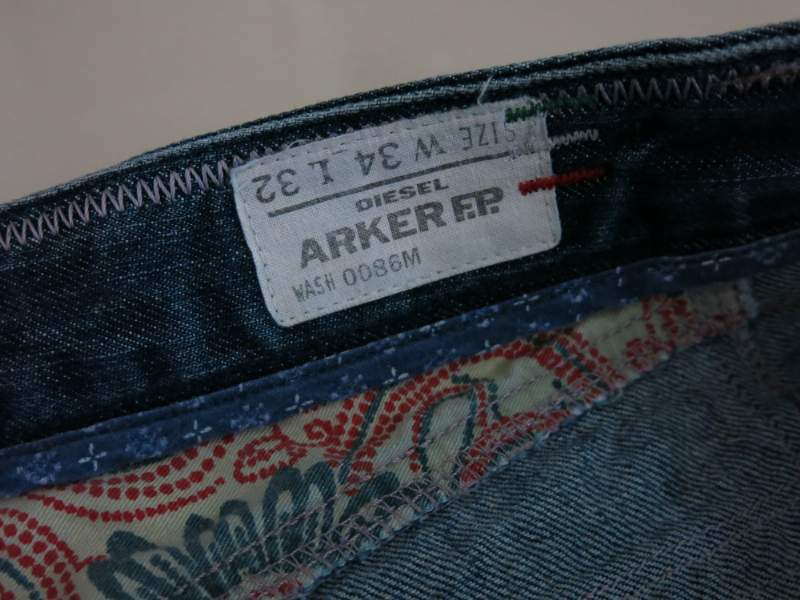 SIZE W 34 L 32
DIESEL
ARKER F.P.
WASH 0086M